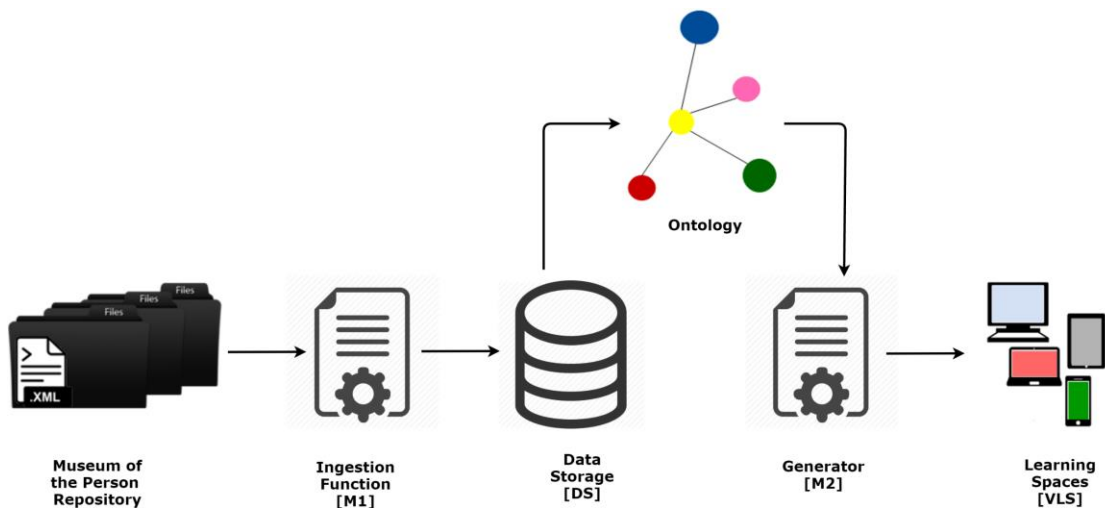 Ontology
Files
Files
Files
.XML
Museum of
the Person
Repository
Ingestion
Function
[M1]
Data
Storage
[DS]
Generator
[M2]
Learning
Spaces
[VLS]